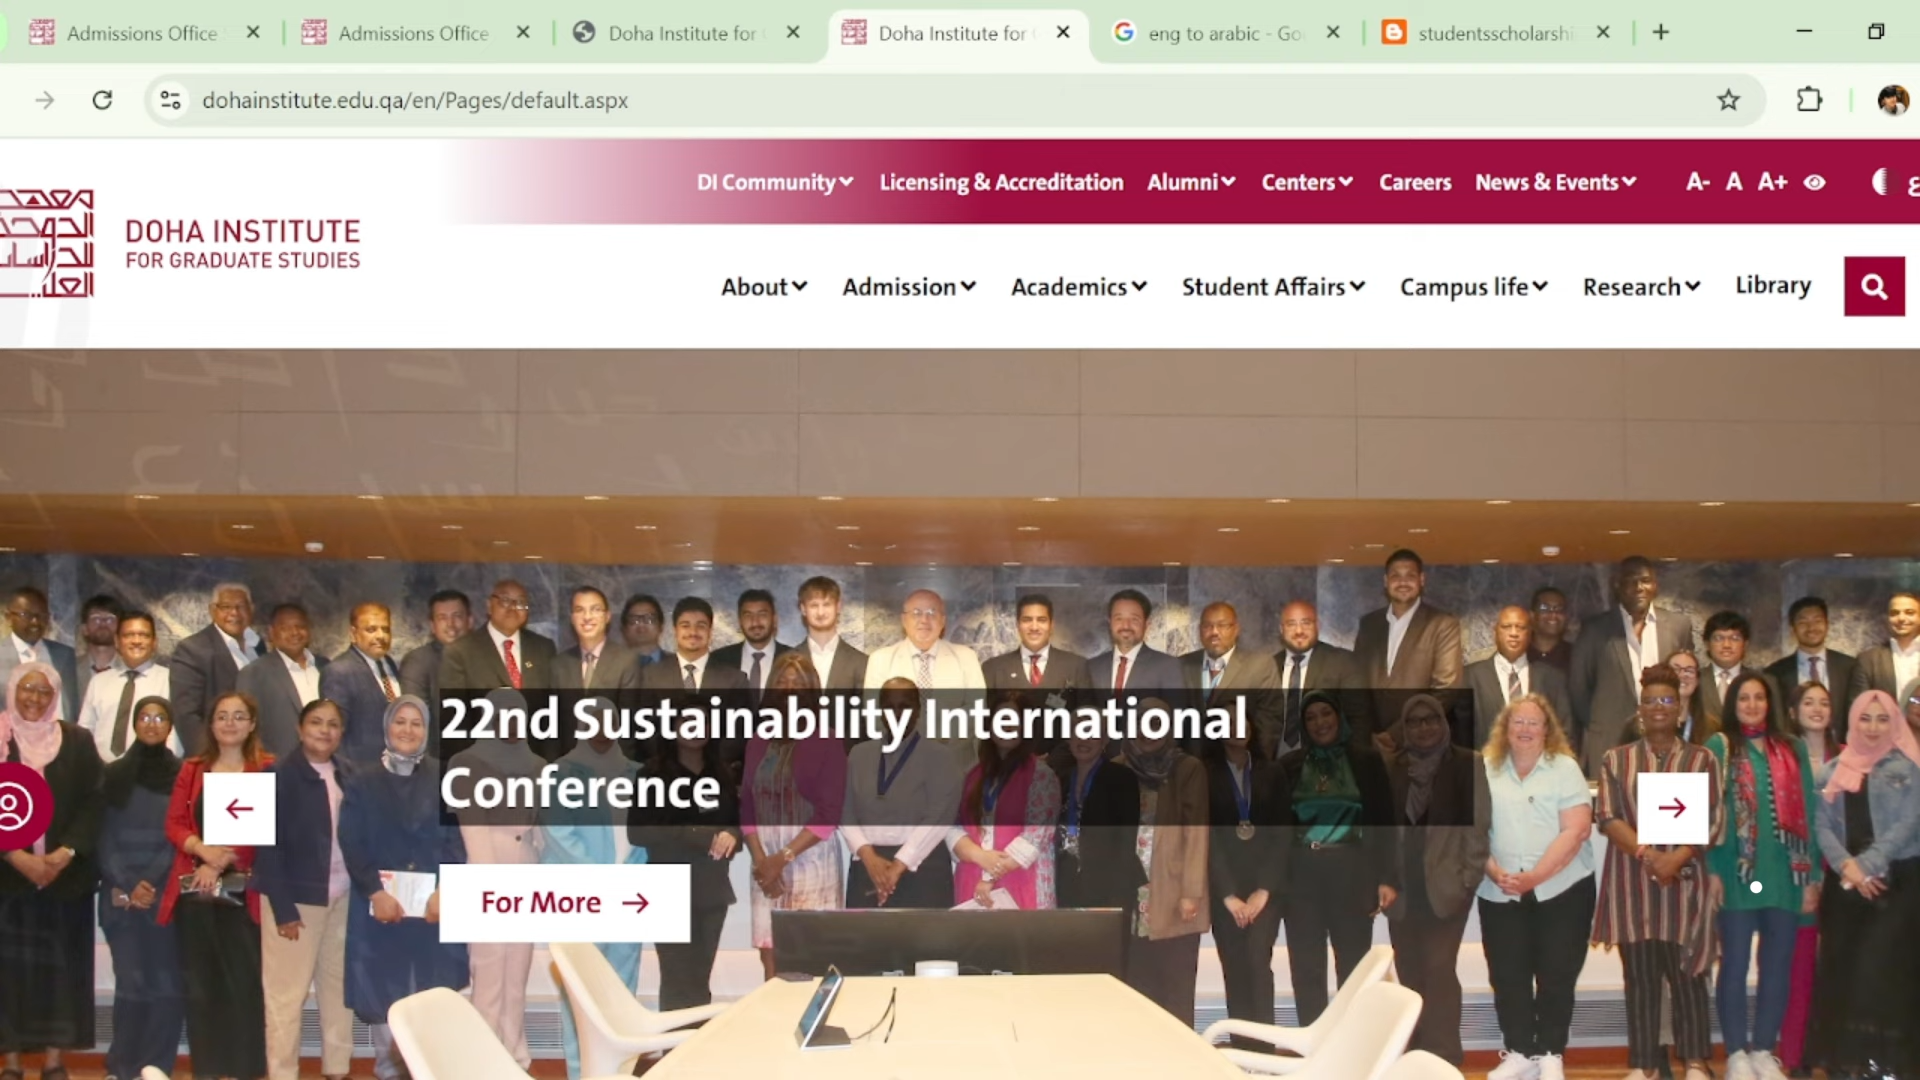 Admissions Office
Admissions Office
Doha Institute for
Doha Institute for
eng to arabic - Go
studentsscholarshi
dohainstitute.edu.qa/en/Pages/default.aspx
DI Community
Licensing & Accreditation
Alumni
Centers
Careers
News & Events
A- A A+
DOHA INSTITUTE
FOR GRADUATE STUDIES
About
Admission
Academics
Student Affairs
Campus life
Research
Library
22nd Sustainability International
Conference
For More →